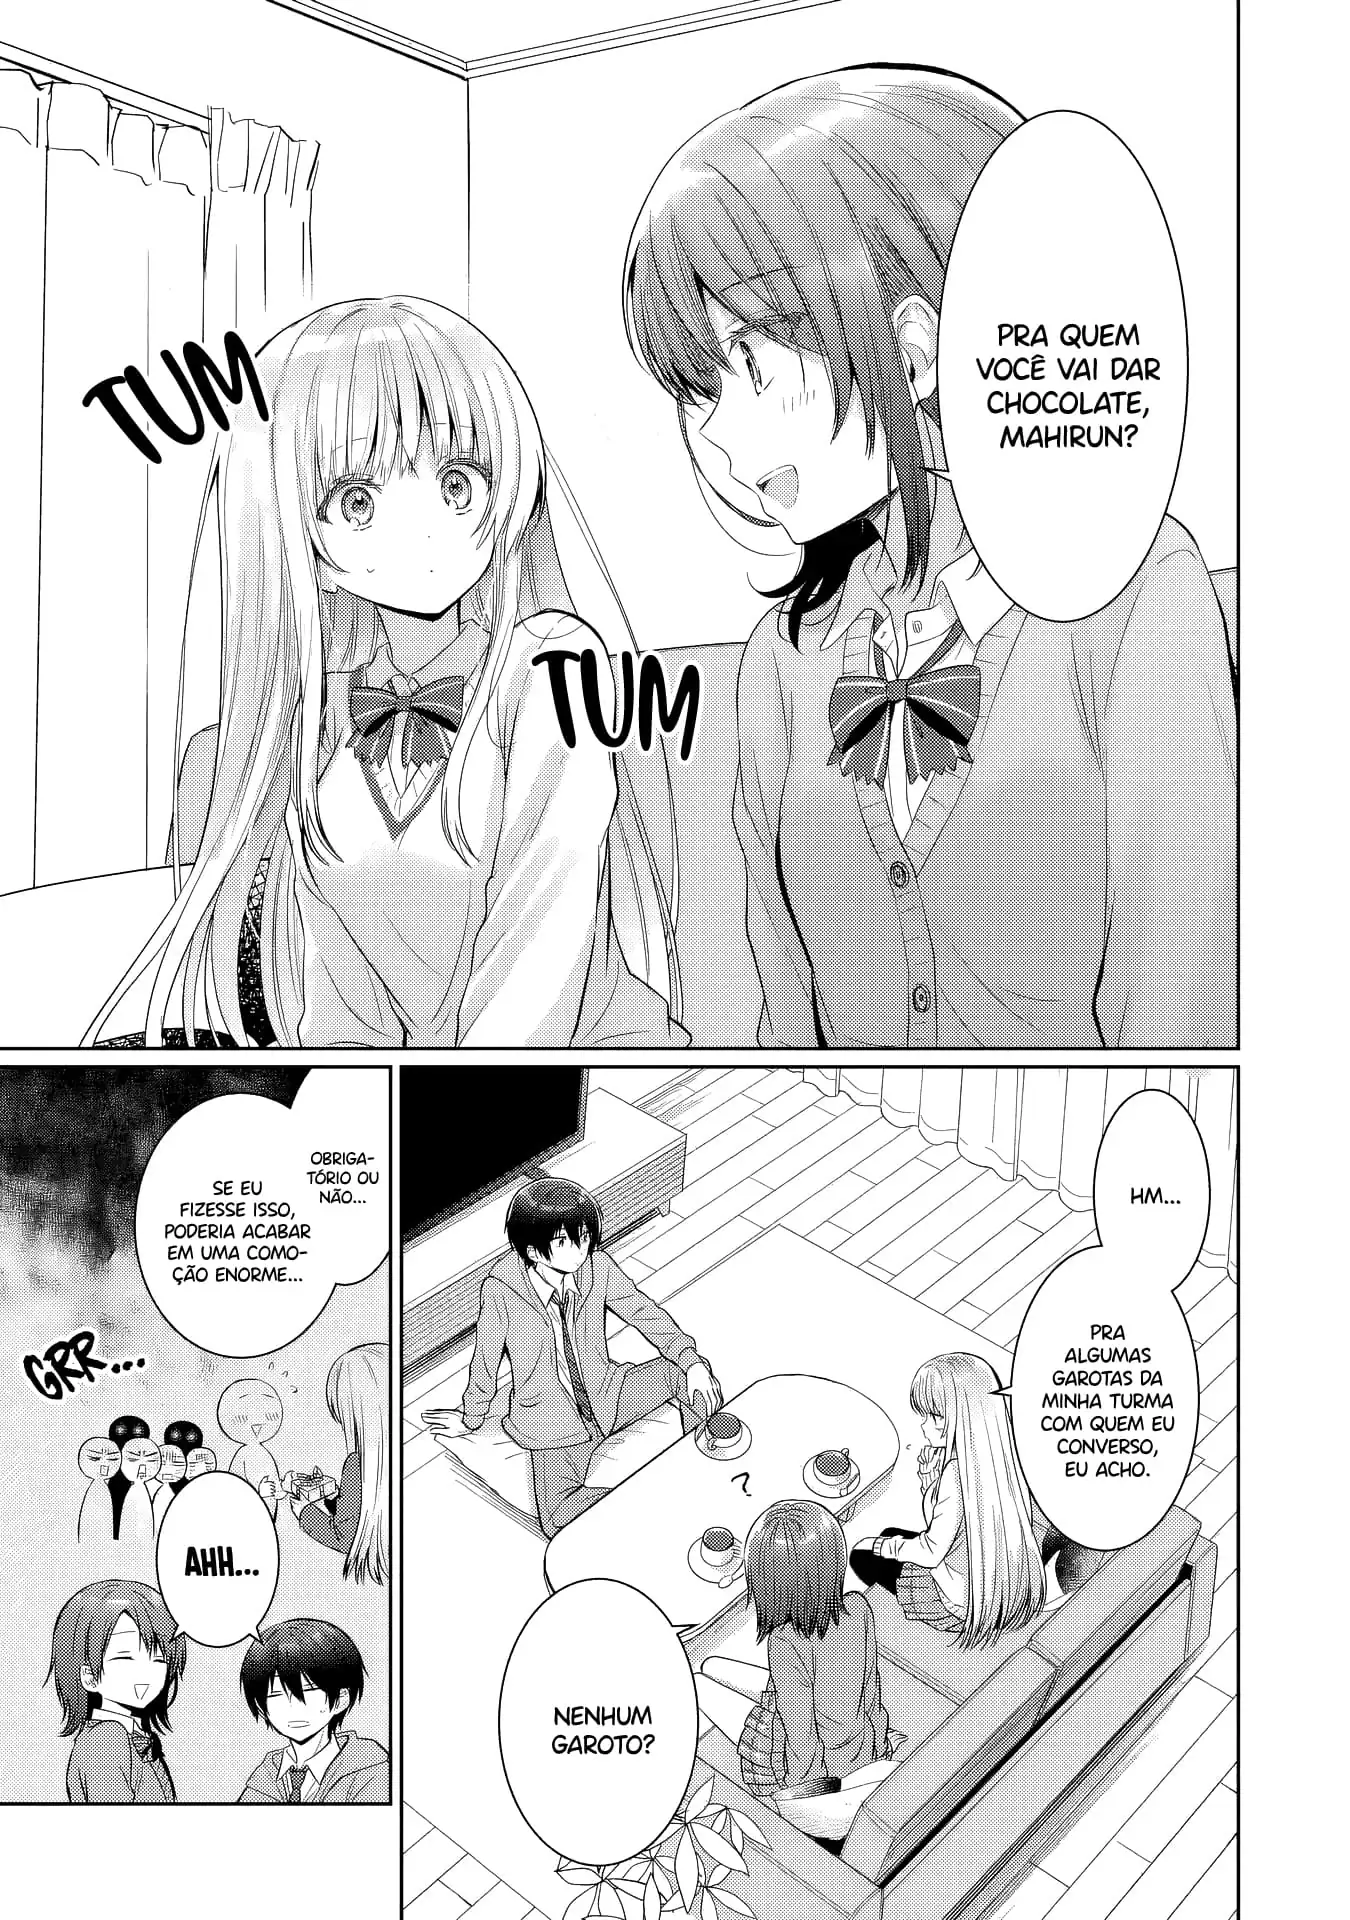 PRA QUEM
VOCÊ VAI DAR
CHOCOLATE,
MAHIRUN?
TUM
TUM
HM...
PRA
ALGUMAS
GAROTAS DA
MINHA TURMA
COM QUEM EU
CONVERSO,
EU ACHO.
?
NENHUM
GAROTO?
OBRIGA-
TÓRIO OU
NÃO...
SE EU
FIZESSE ISSO,
PODERIA ACABAR
EM UMA COMO-
ÇÃO ENORME...
GRR...
AHH...